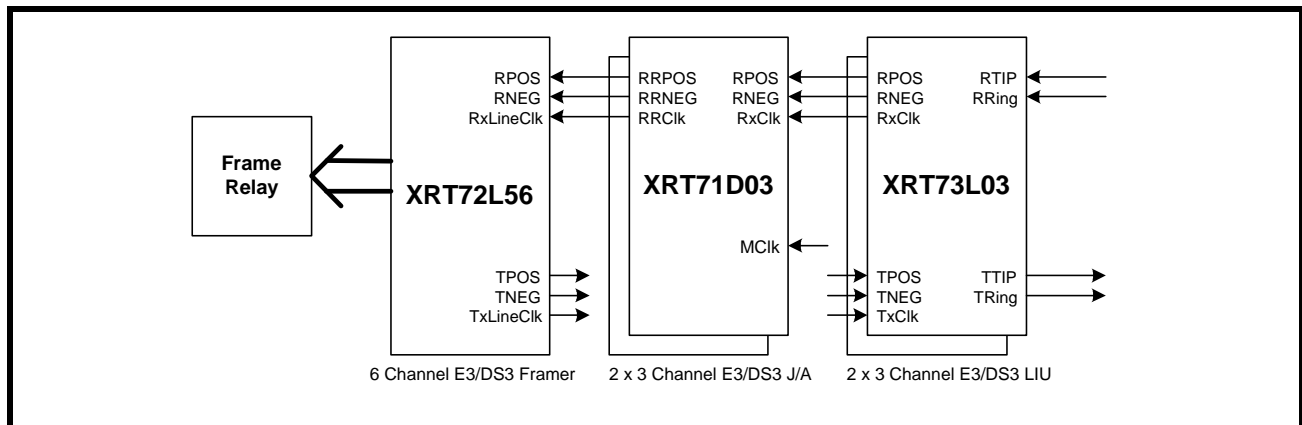 Frame
Relay
RPOS
RNEG
RxLineClk
XRT72L56
TPOS
TNEG
TxLineClk
6 Channel E3/DS3 Framer
RRPOS RPOS
RRNEG RNEG
RRClk RxClk
XRT71D03
MClk
2 x 3 Channel E3/DS3 J/A
RPOS RTIP
RNEG RRing
RxClk
XRT73L03
TPOS TTIP
TNEG TRing
TxClk
2 x 3 Channel E3/DS3 LIU